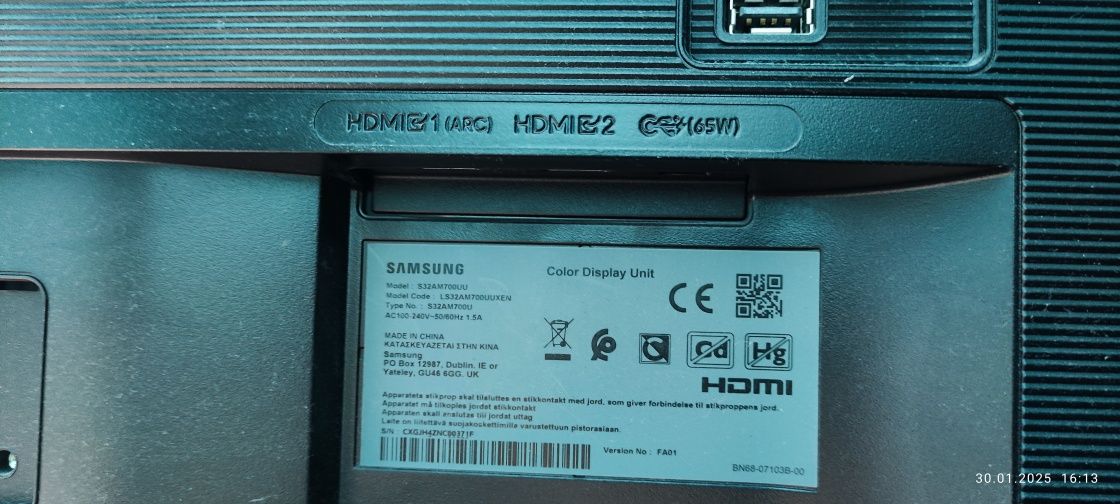 HDMI 1 (ARC) HDMI 2 (65W)
SAMSUNG
Color Display Unit
Model : S32AM700UU
Model Code : LS32AM700UUXEN
Type No. : S32AM700U
AC100-240V~50/60Hz 1.5A
CE
MADE IN CHINA
ΚΑΤΑΣΚΕΥΑΖΕΤΑΙ ΣΤΗΝ ΚΙΝΑ
Samsung
PO Box 12987, Dublin. IE or
Yateley, GU46 6GG. UK
Cd Hg
HDMI
Apparatets stikprop skal tilsluttes en stikkontakt med jord, som giver forbindelse til stikproppens jord.
Apparatet må tilkoples jordet stikkontakt
Apparaten skall anslutas till jordat uttag
Laite on liitettävä suojakoskettimilla varustettuun pistorasiaan.
S/N : CXGJH4ZNC00371F
Version No : FA01
BN68-07103B-00
30.01.2025 16:13